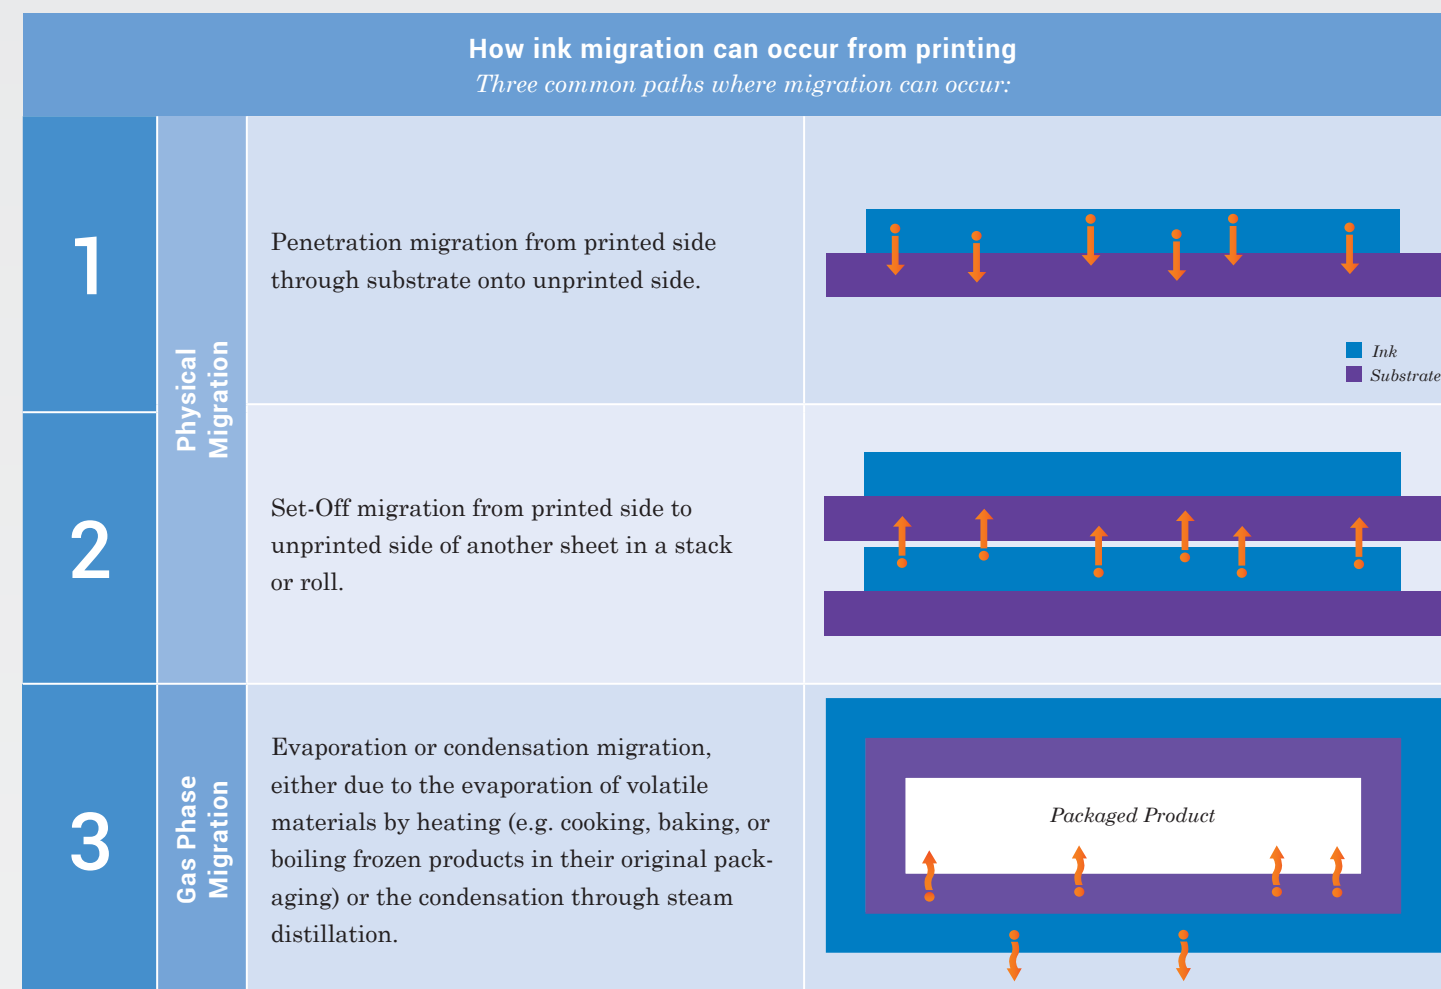 How ink migration can occur from printing
Three common paths where migration can occur:
1
Physical
Migration
Penetration migration from printed side
through substrate onto unprinted side.
Ink
Substrate
2
Set-Off migration from printed side to
unprinted side of another sheet in a stack
or roll.
3
Gas Phase
Migration
Evaporation or condensation migration,
either due to the evaporation of volatile
materials by heating (e.g. cooking, baking, or
boiling frozen products in their original pack-
aging) or the condensation through steam
distillation.
Packaged Product